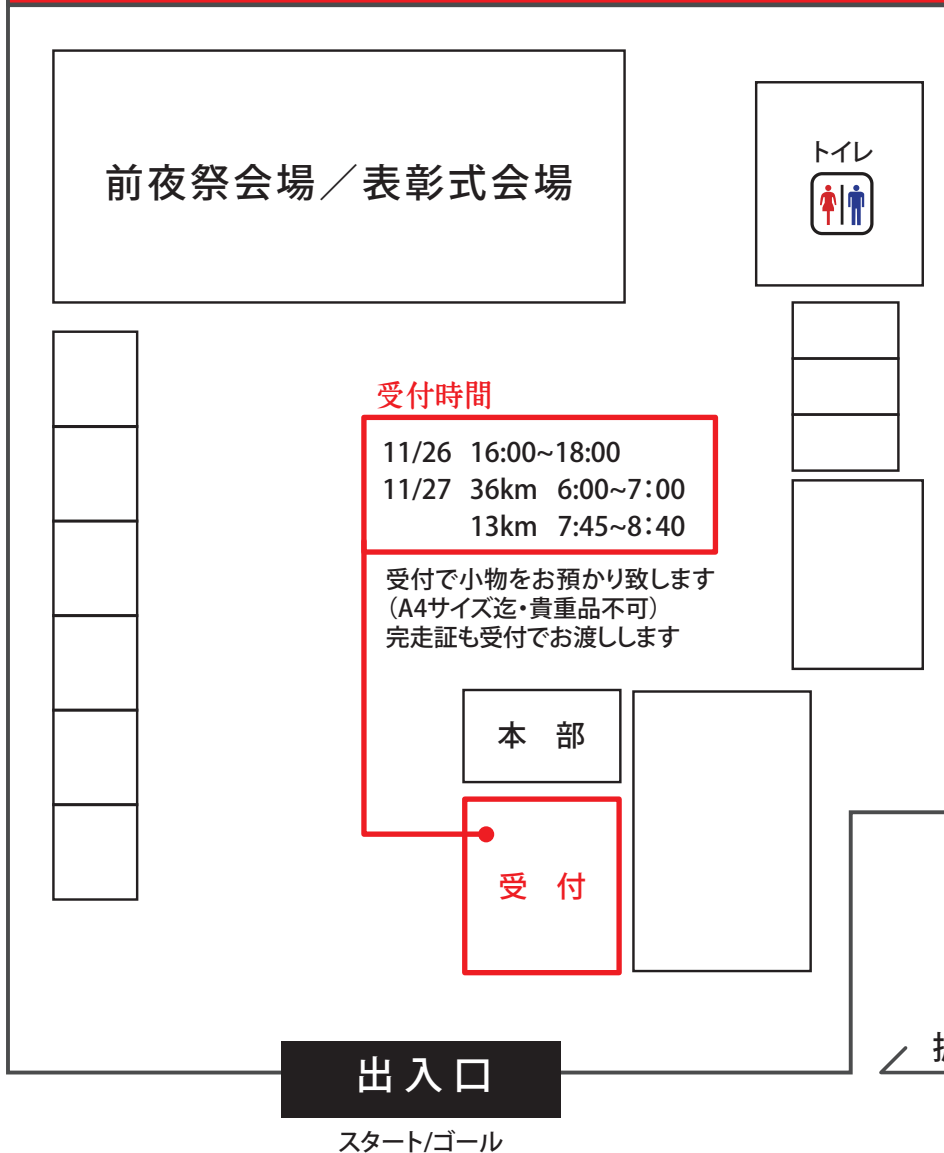 前夜祭会場／表彰式会場
トイレ
受付時間
11/26 16:00~18:00
11/27 36km 6:00~7：00
13km 7:45~8：40
受付で小物をお預かり致します
（A4サイズ迄・貴重品不可）
完走証も受付でお渡しします
本 部
受 付
出入口
スタート/ゴール